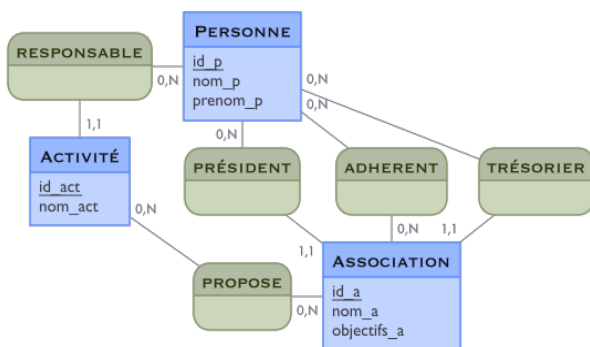 PERSONNE
id_p
nom_p
prenom_p
RESPONSABLE
0,N
0,N
0,N
0,N
1,1
ACTIVITÉ
id_act
nom_act
PRÉSIDENT
ADHERENT
TRÉSORIER
0,N
1,1
0,N
1,1
PROPOSE
0,N
ASSOCIATION
id_a
nom_a
objectifs_a